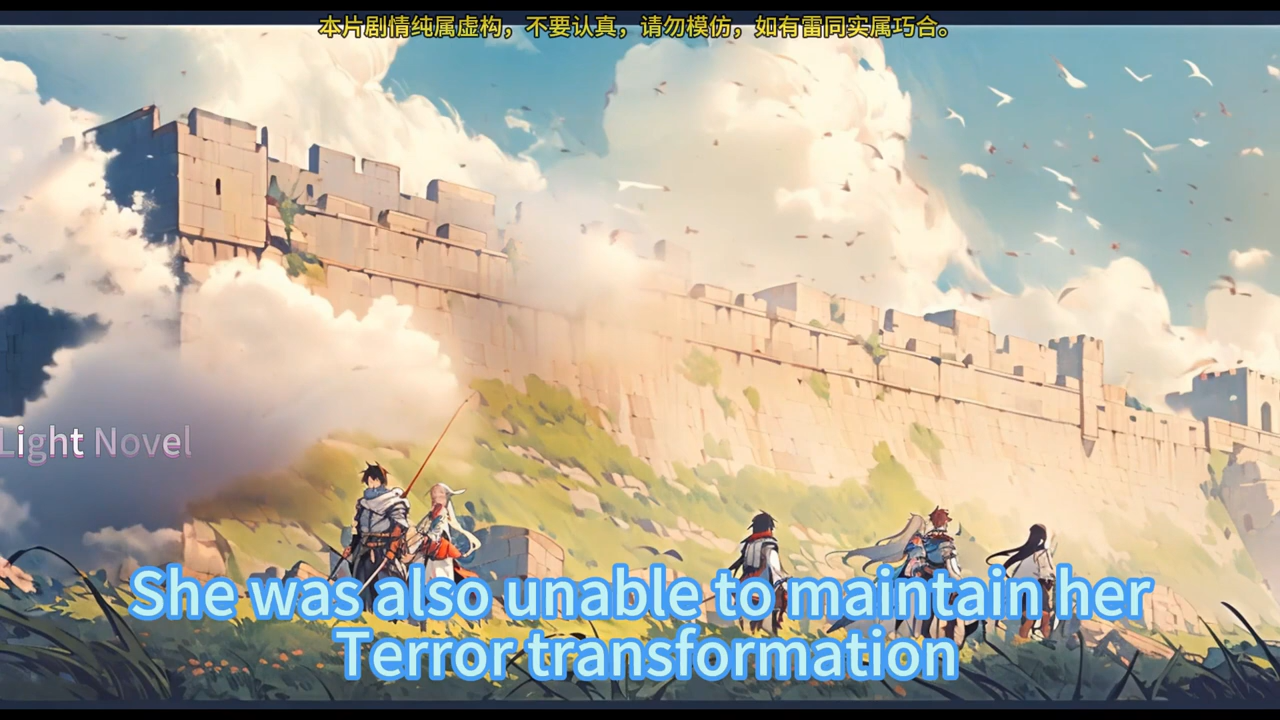 本片剧情纯属虚构，不要认真，请勿模仿，如有雷同实属巧合。
Light Novel
She was also unable to maintain her
Terror transformation